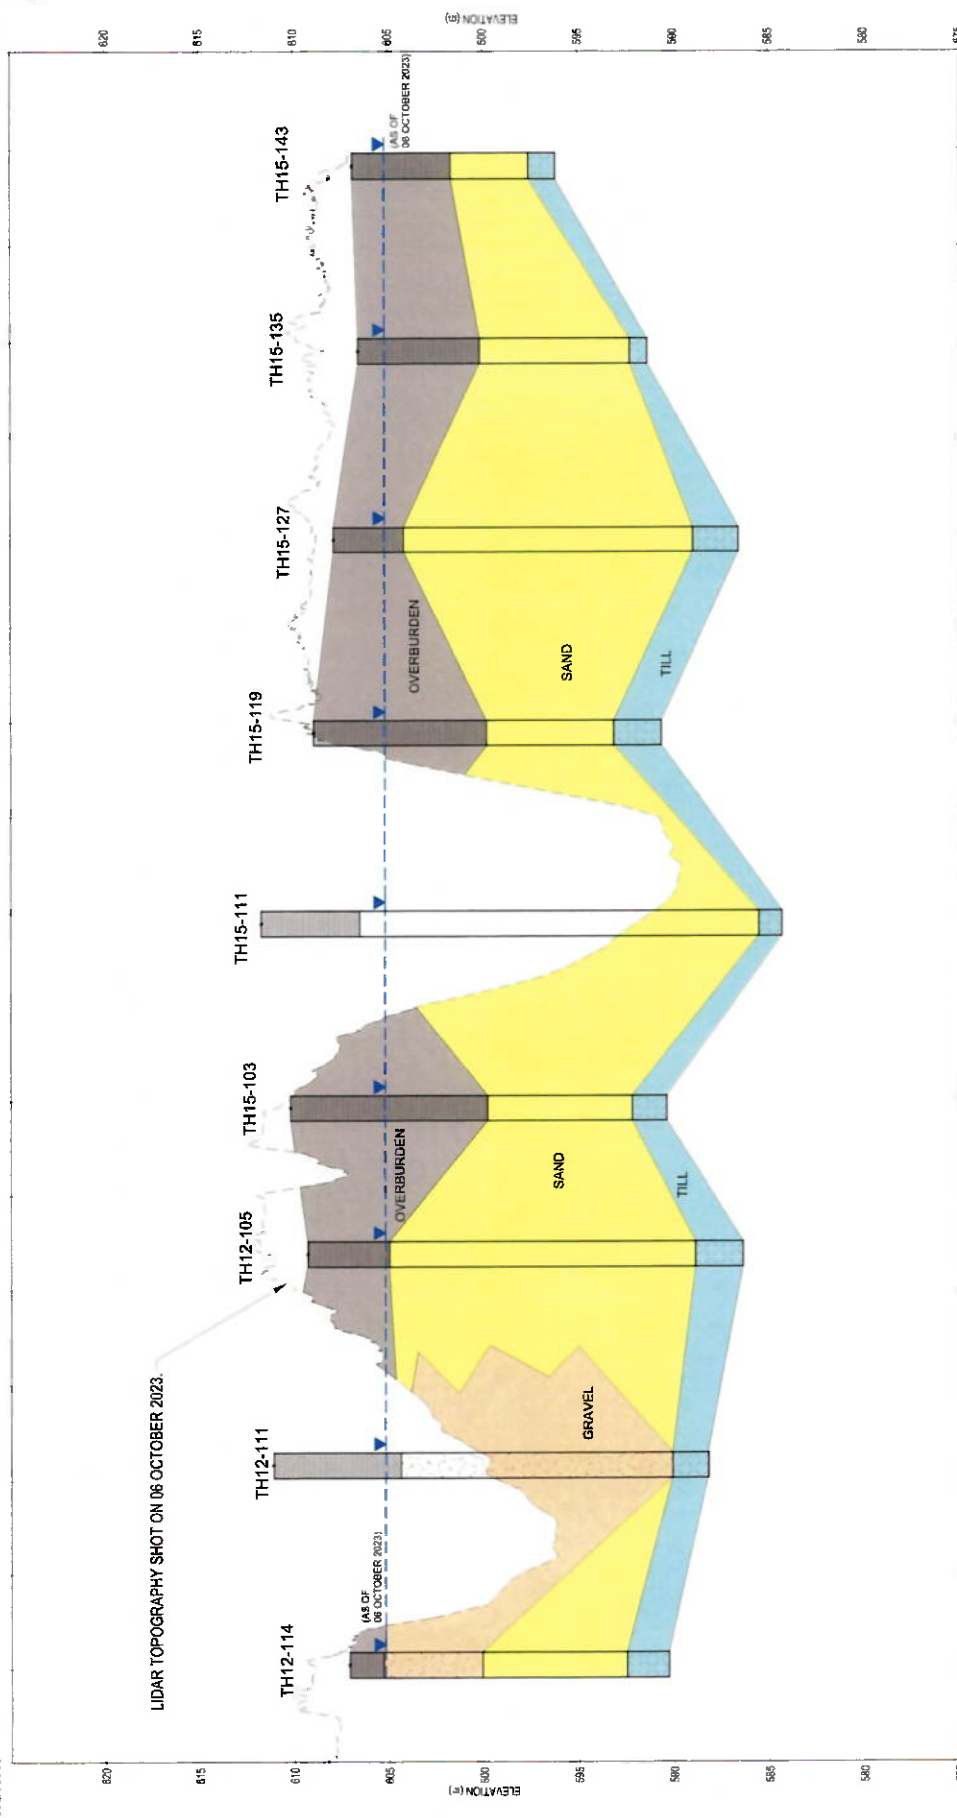 LIDAR TOPOGRAPHY SHOT ON 06 OCTOBER 2023.
TH12-114
TH12-111
TH12-105
TH15-103
TH15-111
TH15-119
TH15-127
TH15-135
TH15-143
(AS OF
06 OCTOBER 2023)
(AS OF
06 OCTOBER 2023)
OVERBURDEN
OVERBURDEN
GRAVEL
SAND
SAND
TILL
TILL
620
615
610
605
600
595
590
585
580
ELEVATION (m)
620
615
610
605
600
595
590
585
580
ELEVATION (m)